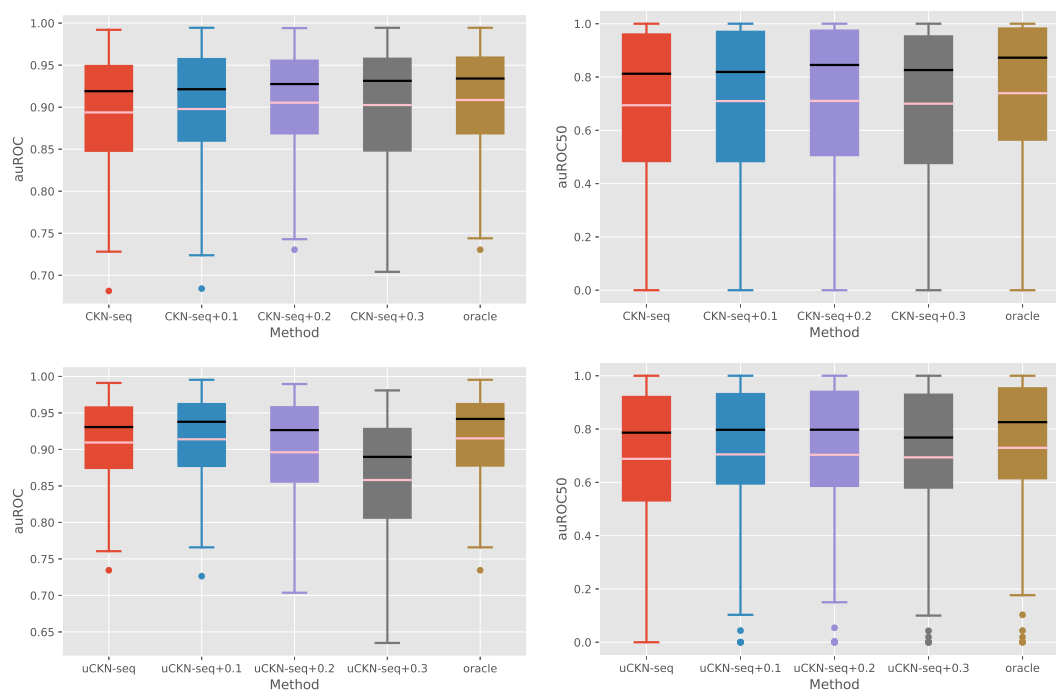 1.00
0.95
0.90
0.85
0.80
0.75
0.70
auROC
CKN-seq CKN-seq+0.1 CKN-seq+0.2 CKN-seq+0.3 oracle
Method
1.0
0.8
0.6
0.4
0.2
0.0
auROC50
CKN-seq CKN-seq+0.1 CKN-seq+0.2 CKN-seq+0.3 oracle
Method
1.00
0.95
0.90
0.85
0.80
0.75
0.70
0.65
auROC
uCKN-seq uCKN-seq+0.1 uCKN-seq+0.2 uCKN-seq+0.3 oracle
Method
1.0
0.8
0.6
0.4
0.2
0.0
auROC50
uCKN-seq uCKN-seq+0.1 uCKN-seq+0.2 uCKN-seq+0.3 oracle
Method